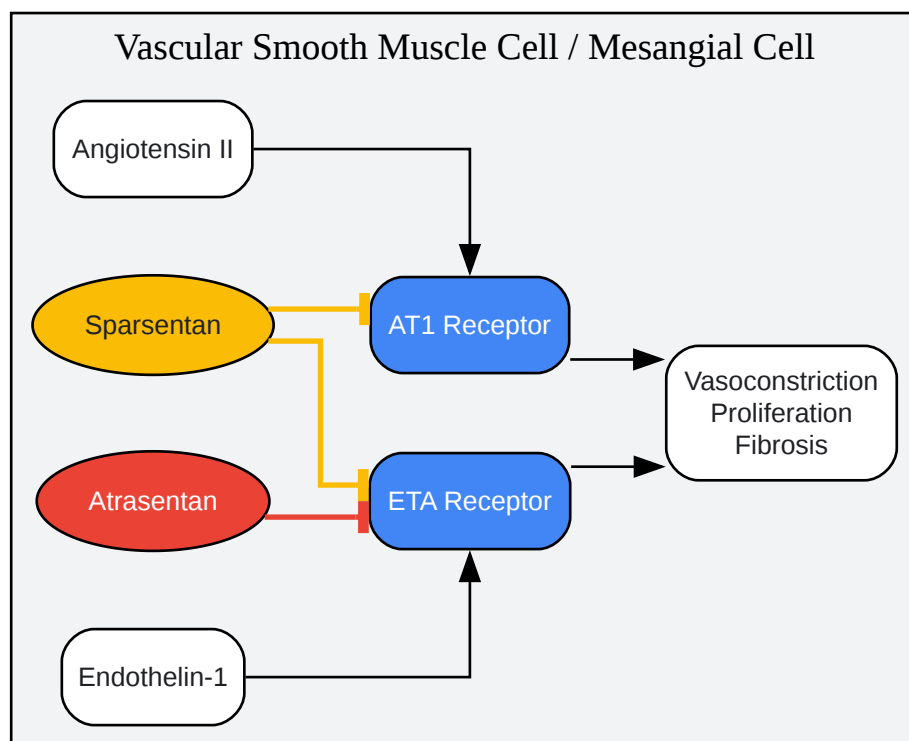 Vascular Smooth Muscle Cell / Mesangial Cell
Angiotensin II
Sparsentan
AT1 Receptor
Vasoconstriction
Proliferation
Fibrosis
Atrasentan
ETA Receptor
Endothelin-1